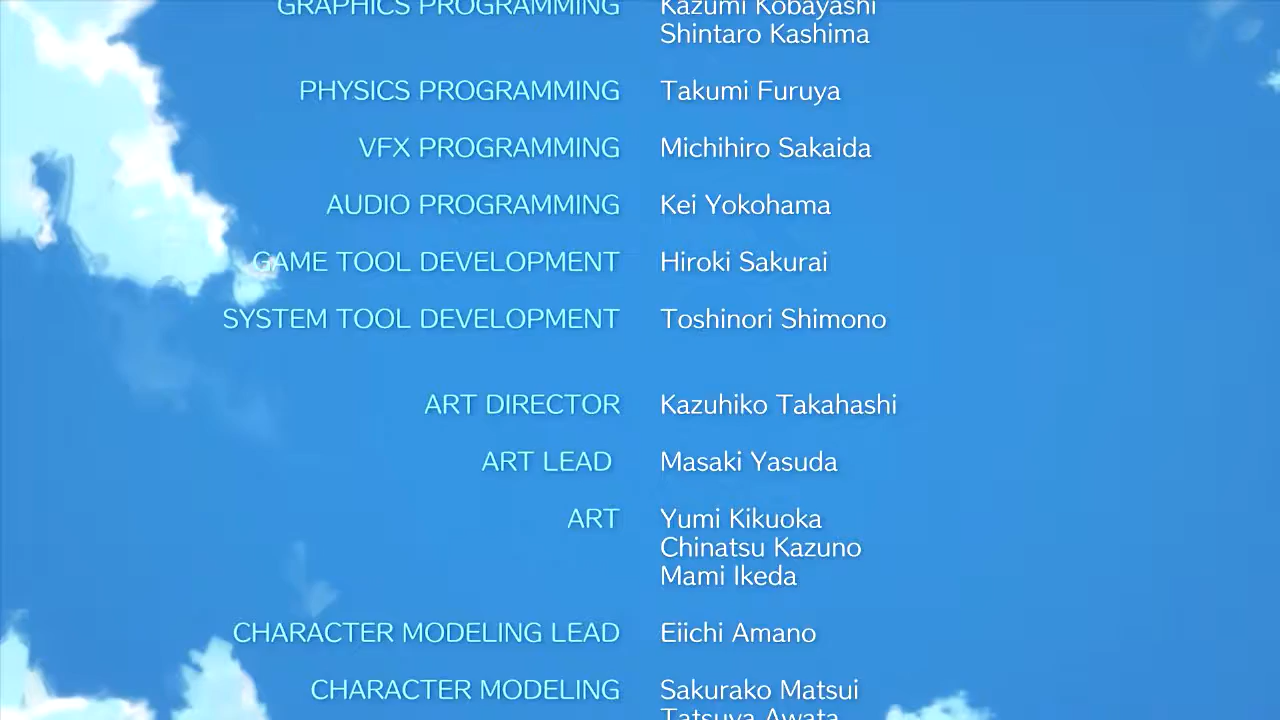 GRAPHICS PROGRAMMING Kazumi Kobayashi
Shintaro Kashima
PHYSICS PROGRAMMING Takumi Furuya
VFX PROGRAMMING Michihiro Sakaida
AUDIO PROGRAMMING Kei Yokohama
GAME TOOL DEVELOPMENT Hiroki Sakurai
SYSTEM TOOL DEVELOPMENT Toshinori Shimono
ART DIRECTOR Kazuhiko Takahashi
ART LEAD Masaki Yasuda
ART Yumi Kikuoka
Chinatsu Kazuno
Mami Ikeda
CHARACTER MODELING LEAD Eiichi Amano
CHARACTER MODELING Sakurako Matsui
Tatsuya Awata